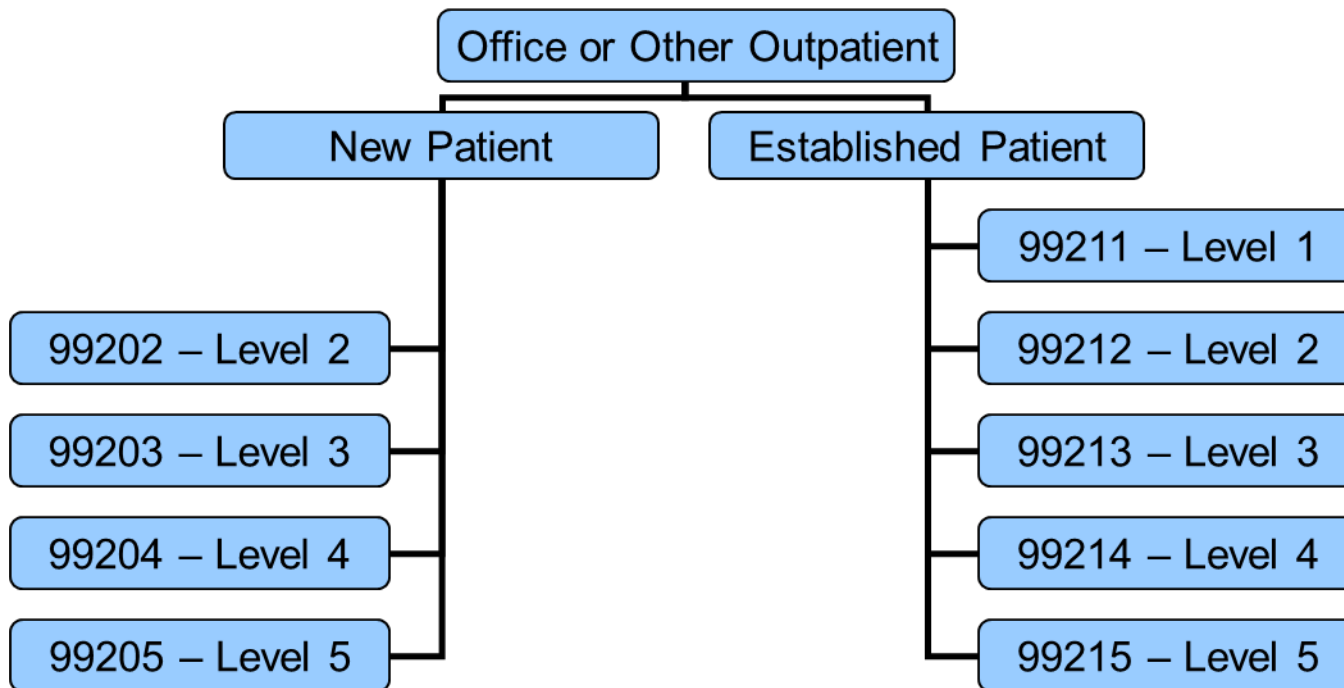 Office or Other Outpatient
New Patient
Established Patient
99211 – Level 1
99202 – Level 2
99212 – Level 2
99203 – Level 3
99213 – Level 3
99204 – Level 4
99214 – Level 4
99205 – Level 5
99215 – Level 5